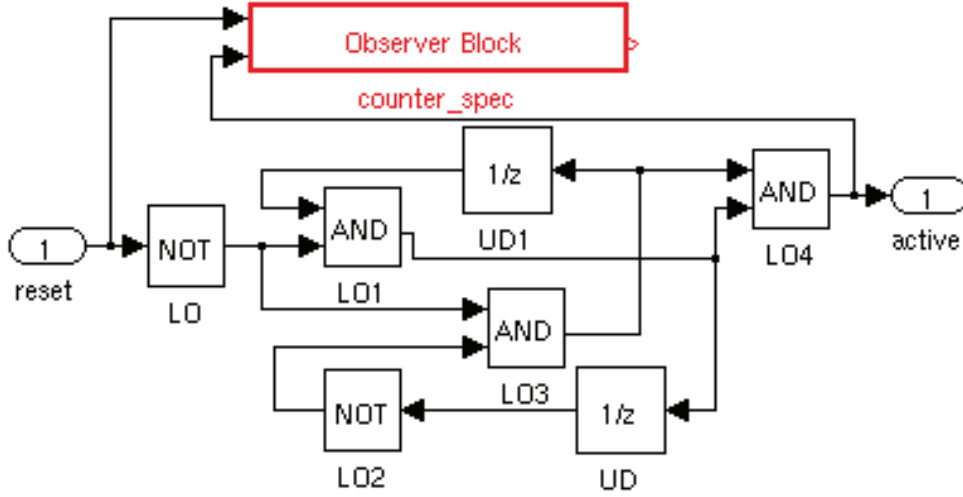 Observer Block
counter_spec
1/z
UD1
AND
LO4
1
active
AND
LO1
1
reset
NOT
LO
AND
LO3
NOT
LO2
1/z
UD